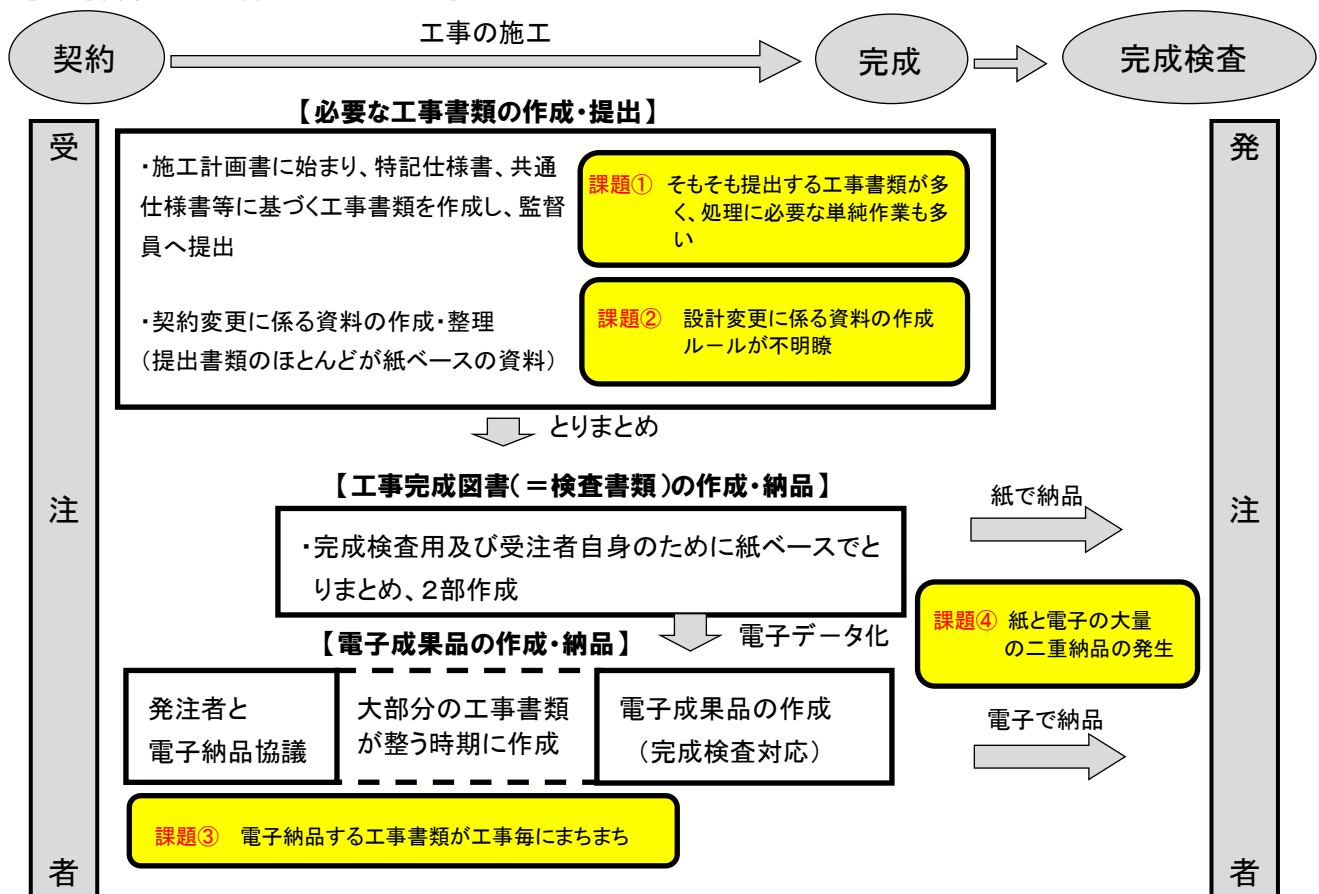 契約
工事の施工
完成
完成検査
【必要な工事書類の作成・提出】
受
注
者
・施工計画書に始まり、特記仕様書、共通
仕様書等に基づく工事書類を作成し、監督
員へ提出
課題① そもそも提出する工事書類が多
く、処理に必要な単純作業も多
い
・契約変更に係る資料の作成・整理
（提出書類のほとんどが紙ベースの資料）
課題② 設計変更に係る資料の作成
ルールが不明瞭
とりまとめ
【工事完成図書（＝検査書類）の作成・納品】
・完成検査用及び受注者自身のために紙ベースでと
りまとめ、２部作成
紙で納品
課題④ 紙と電子の大量
の二重納品の発生
電子データ化
【電子成果品の作成・納品】
発注者と
電子納品協議
大部分の工事書類
が整う時期に作成
電子成果品の作成
（完成検査対応）
電子で納品
課題③ 電子納品する工事書類が工事毎にまちまち
発
注
者